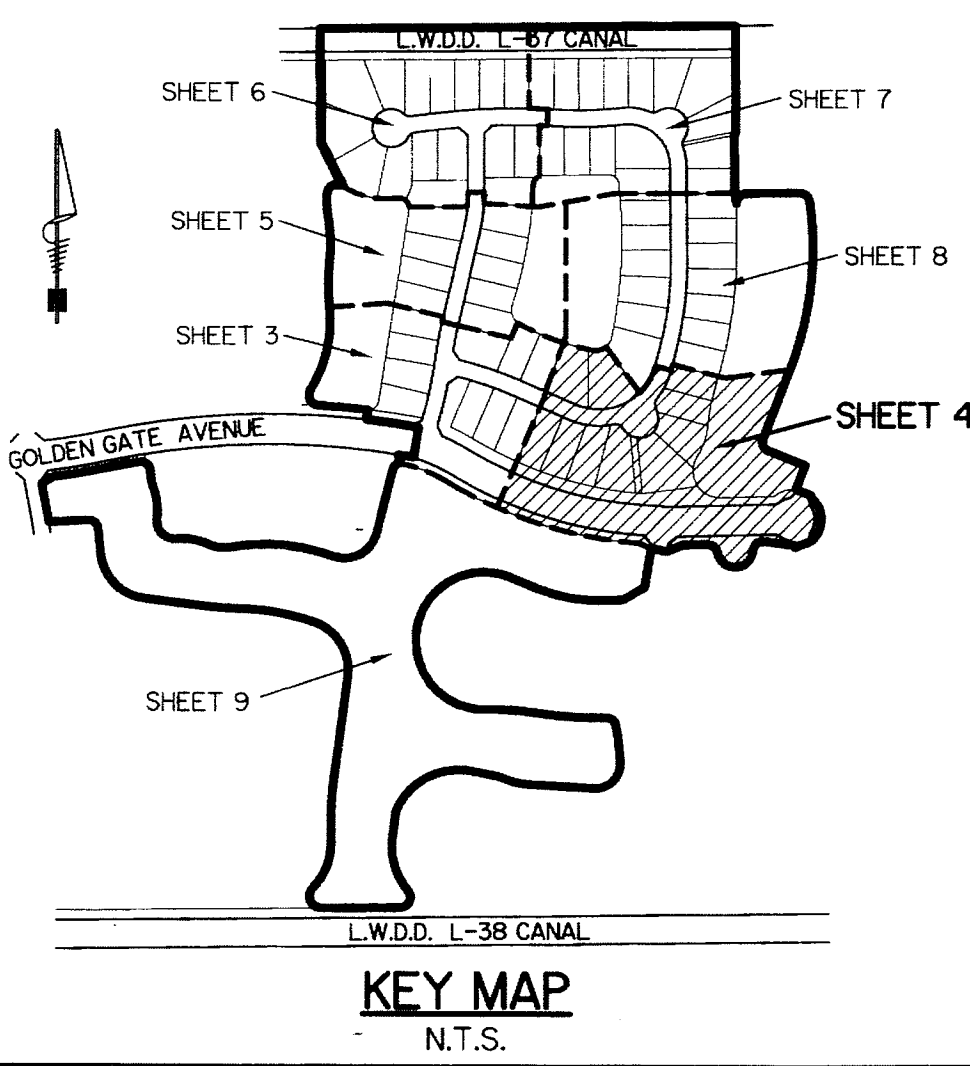 L.W.D.D. L-37 CANAL
SHEET 6
SHEET 7
SHEET 5
SHEET 8
SHEET 3
SHEET 4
GOLDEN GATE AVENUE
SHEET 9
L.W.D.D. L-38 CANAL
KEY MAP
N.T.S.